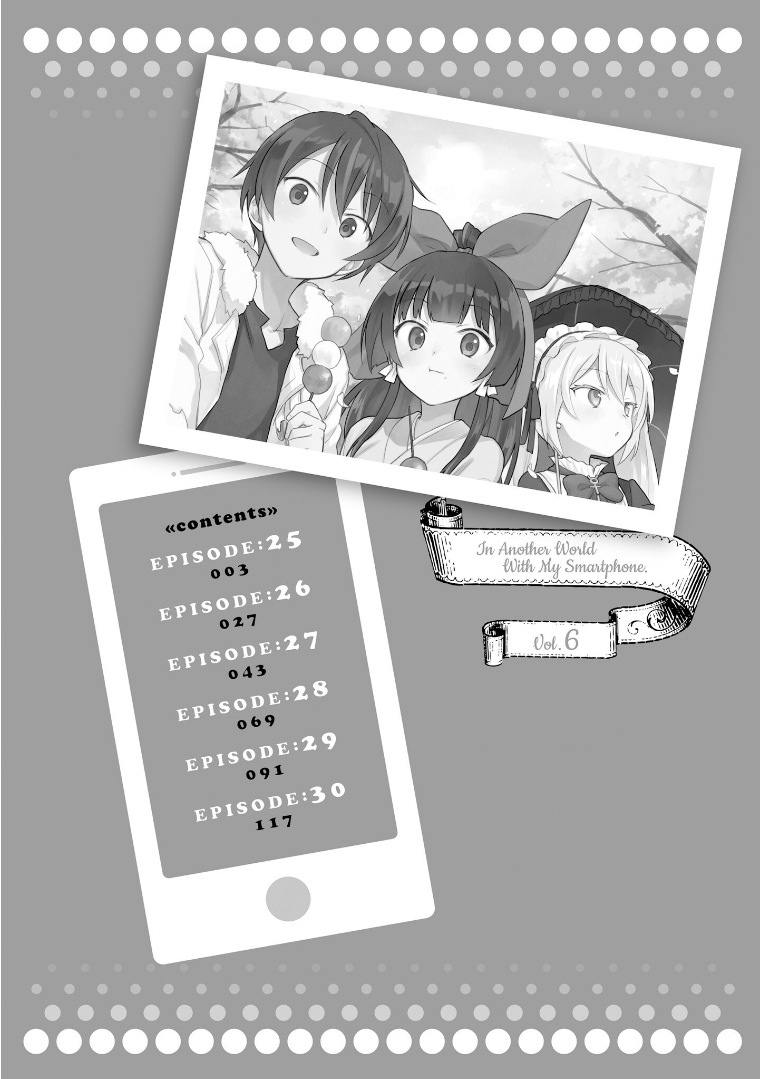 «contents»
EPISODE:25
003
EPISODE:26
027
EPISODE:27
043
EPISODE:28
069
EPISODE:29
091
EPISODE:30
117
In Another World
With My Smartphone.
Vol.6